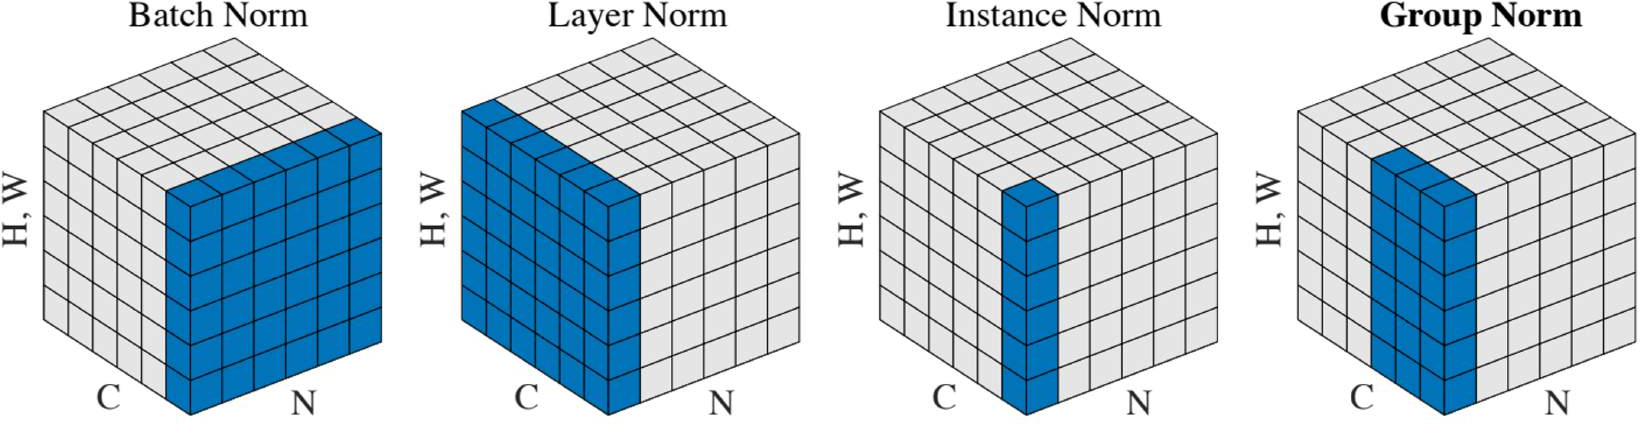 Batch Norm
H, W
C
N
Layer Norm
H, W
C
N
Instance Norm
H, W
C
N
Group Norm
H, W
C
N